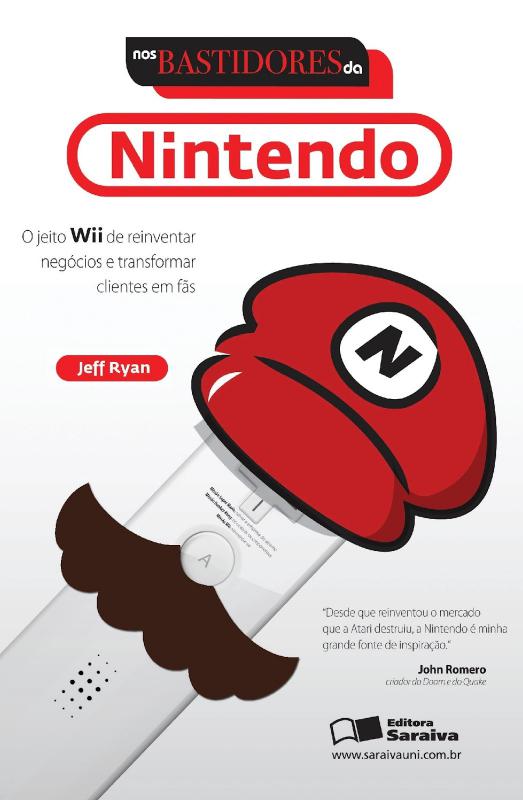 nos BASTIDORES da
Nintendo
O jeito Wii de reinventar
negócios e transformar
clientes em fãs
Jeff Ryan
N
A
“Desde que reinventou o mercado
que a Atari destruiu, a Nintendo é minha
grande fonte de inspiração.”
John Romero
criador do Doom e do Quake
Editora
Saraiva
www.saraivauni.com.br